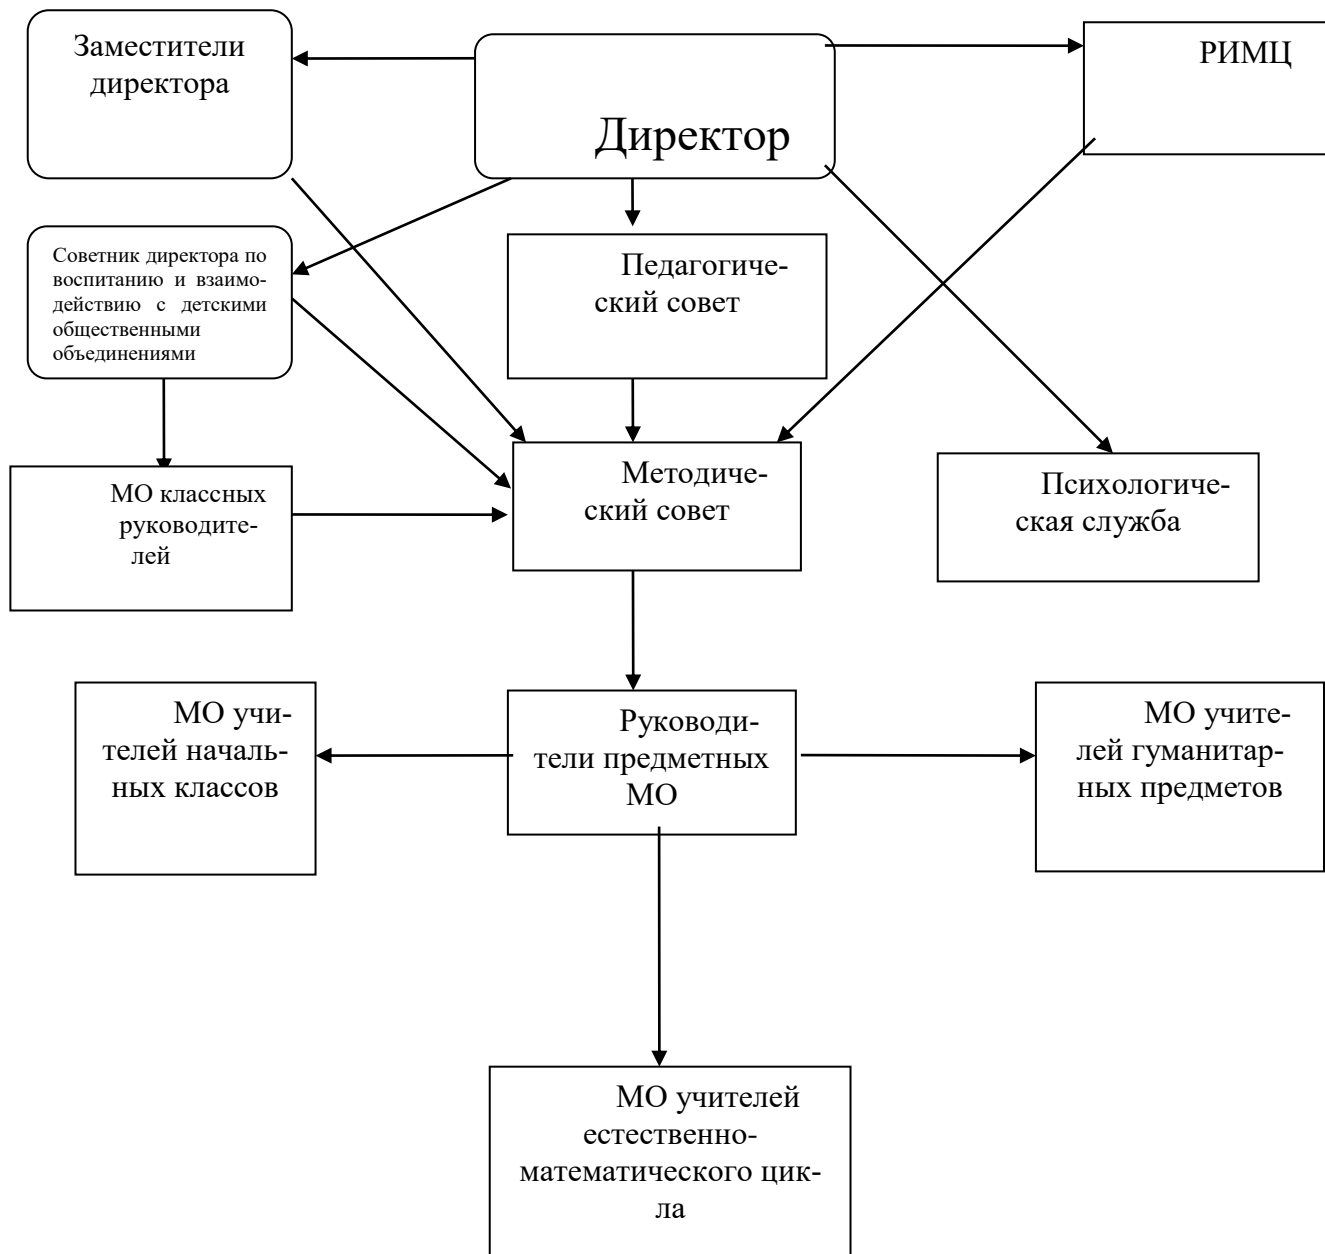 Заместители
директора
Директор
РИМЦ
Советник директора по
воспитанию и взаимо-
действию с детскими
общественными
объединениями
Педагогиче-
ский совет
МО классных
руководите-
лей
Методиче-
ский совет
Психологиче-
ская служба
МО учи-
телей началь-
ных классов
Руководи-
тели предметных
МО
МО учите-
лей гуманитар-
ных предметов
МО учителей
естественно-
математического цик-
ла